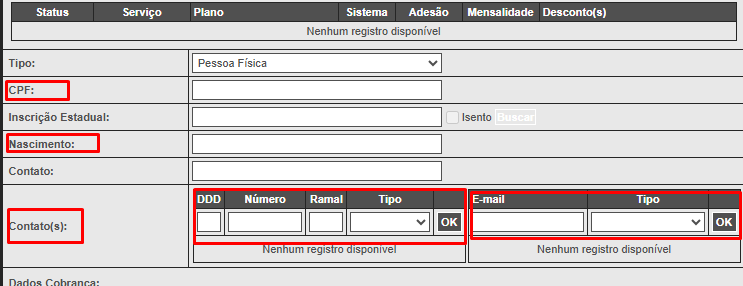 Status Serviço Plano Sistema Adesão Mensalidade Desconto(s)
Nenhum registro disponível
Tipo: Pessoa Física
CPF:
Inscrição Estadual: Isento Buscar
Nascimento:
Contato:
DDD Número Ramal Tipo E-mail Tipo
Contato(s): OK OK
Nenhum registro disponível Nenhum registro disponível
Dados Cobrança: